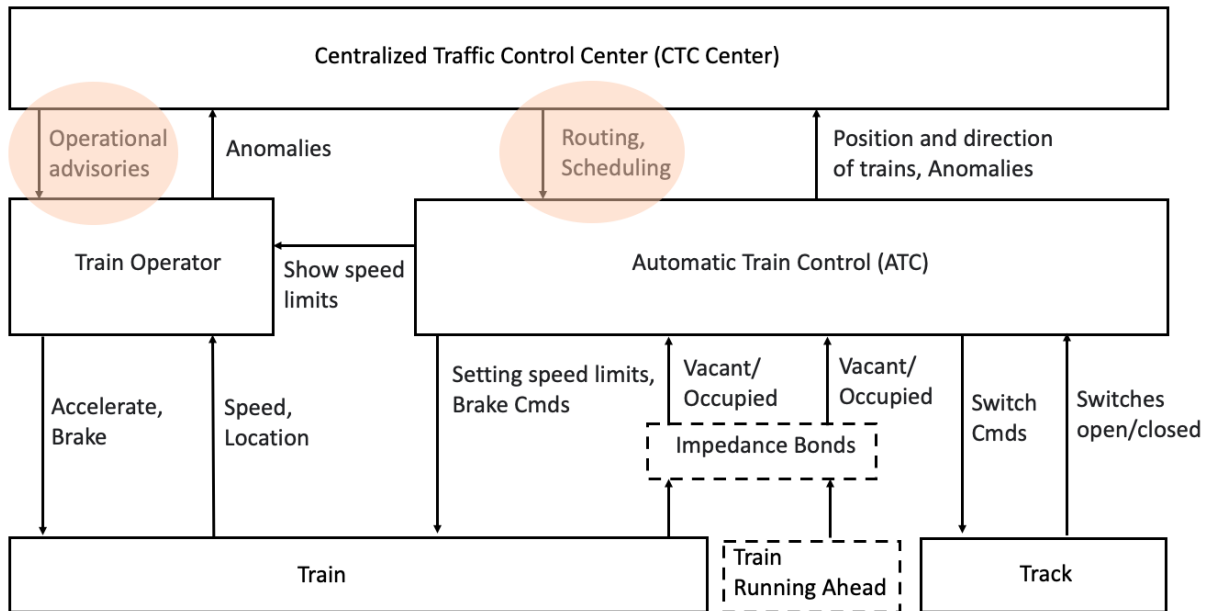 Centralized Traffic Control Center (CTC Center)
Operational
advisories
Anomalies
Routing,
Scheduling
Position and direction
of trains, Anomalies
Train Operator
Show speed
limits
Automatic Train Control (ATC)
Accelerate,
Brake
Speed,
Location
Setting speed limits,
Brake Cmds
Vacant/
Occupied
Vacant/
Occupied
Switch
Cmds
Switches
open/closed
Impedance Bonds
Train
Train
Running Ahead
Track